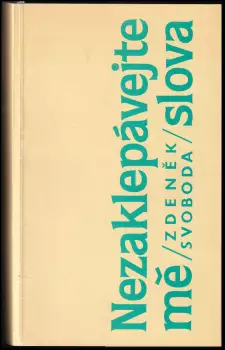 Nezaklepávejte
mě / ZDENĚK SVOBODA / slova